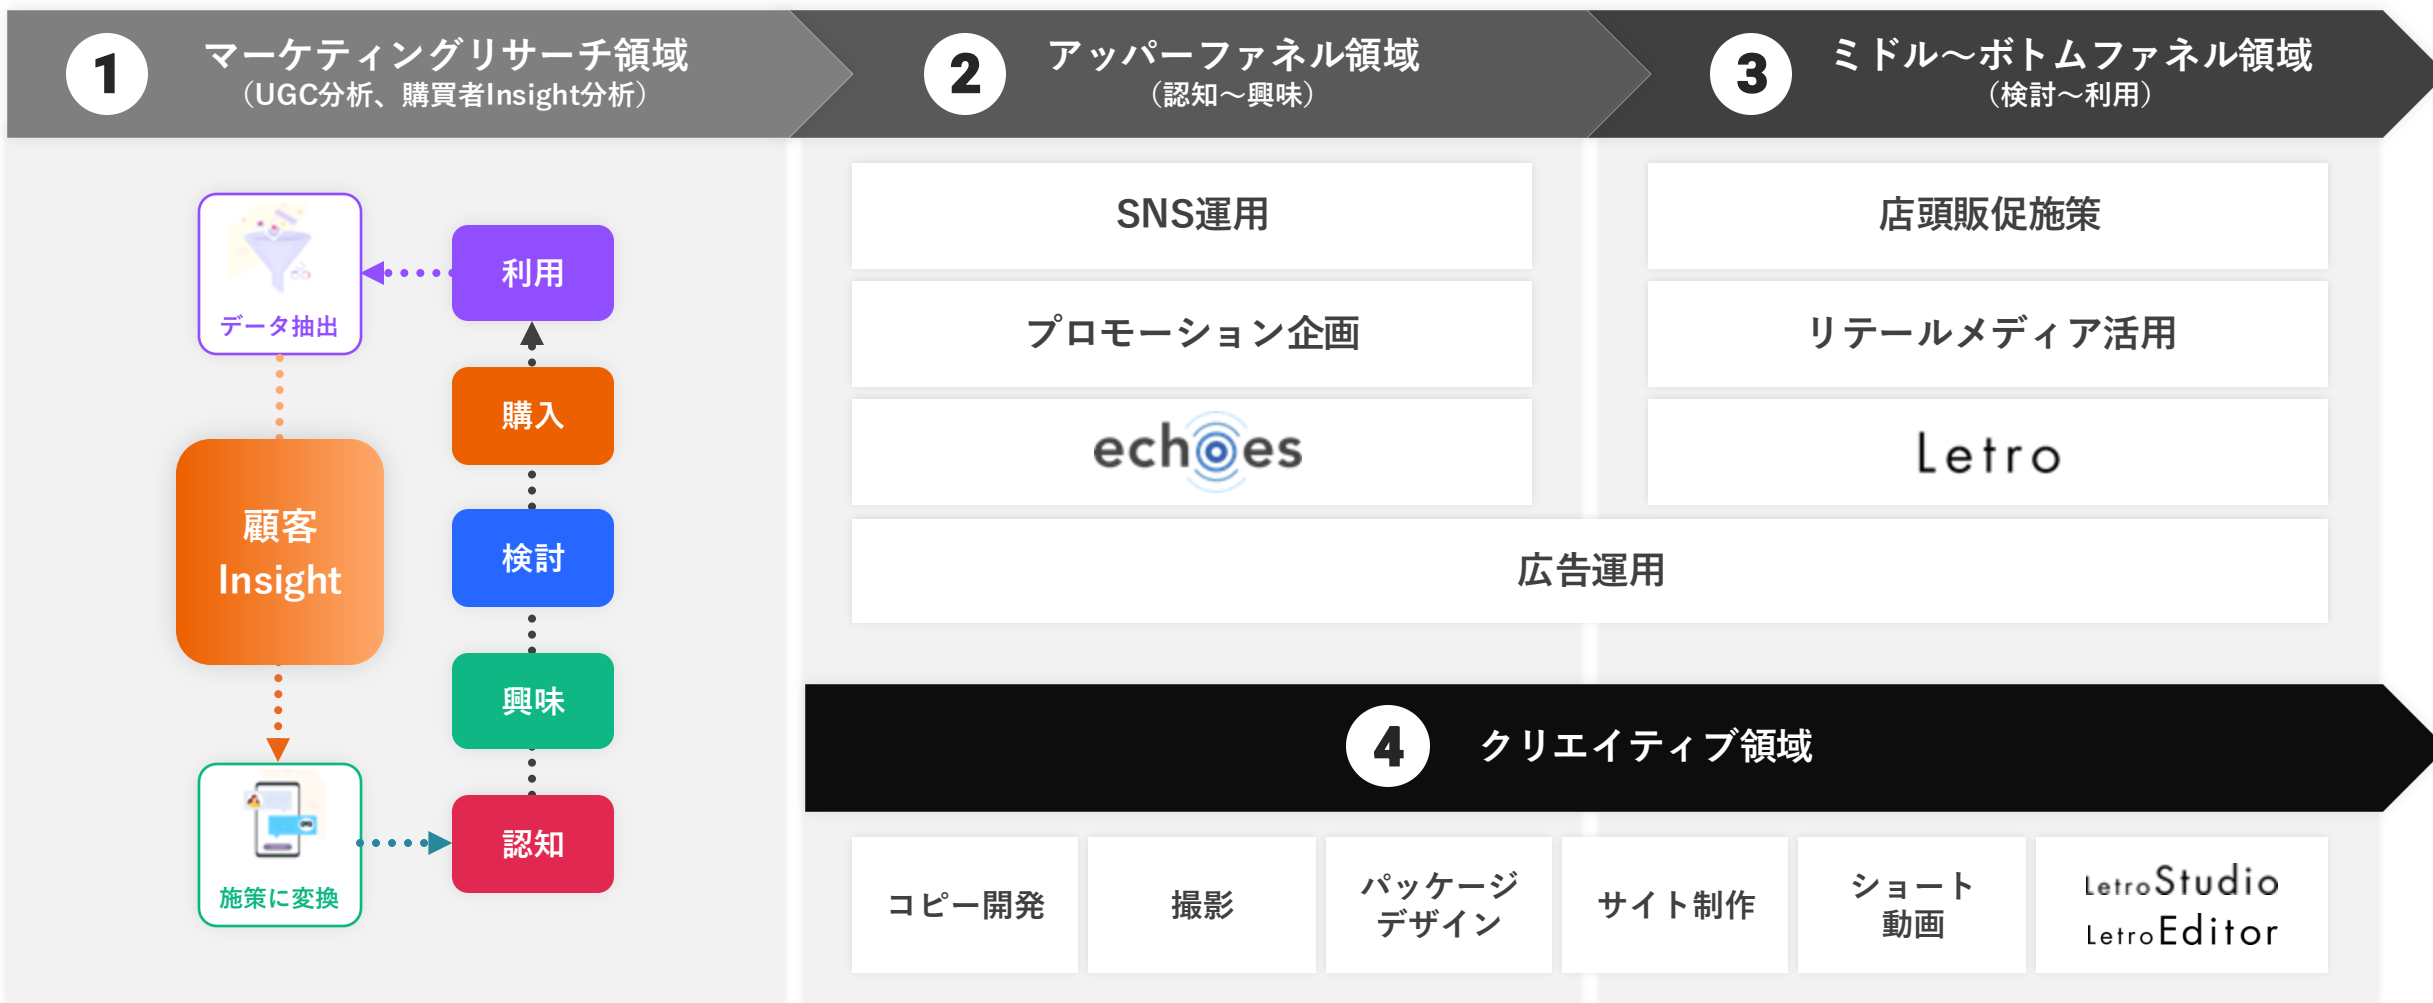 1
マーケティングリサーチ領域
（UGC分析、購買者Insight分析）
2
アッパーファネル領域
（認知～興味）
3
ミドル～ボトムファネル領域
（検討～利用）
データ抽出
利用
購入
顧客
Insight
検討
興味
施策に変換
認知
SNS運用
プロモーション企画
echoes
店頭販促施策
リテールメディア活用
Letro
広告運用
4
クリエイティブ領域
コピー開発
撮影
パッケージ
デザイン
サイト制作
ショート
動画
LetroStudio
LetroEditor